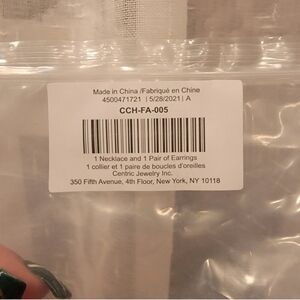 Made in China /Fabriqué en Chine
4500471721 | 5/28/2021 | A
CCH-FA-005
1 Necklace and 1 Pair of Earrings
1 collier et 1 paire de boucles d'oreilles
Centric Jewelry Inc.
350 Fifth Avenue, 4th Floor, New York, NY 10118